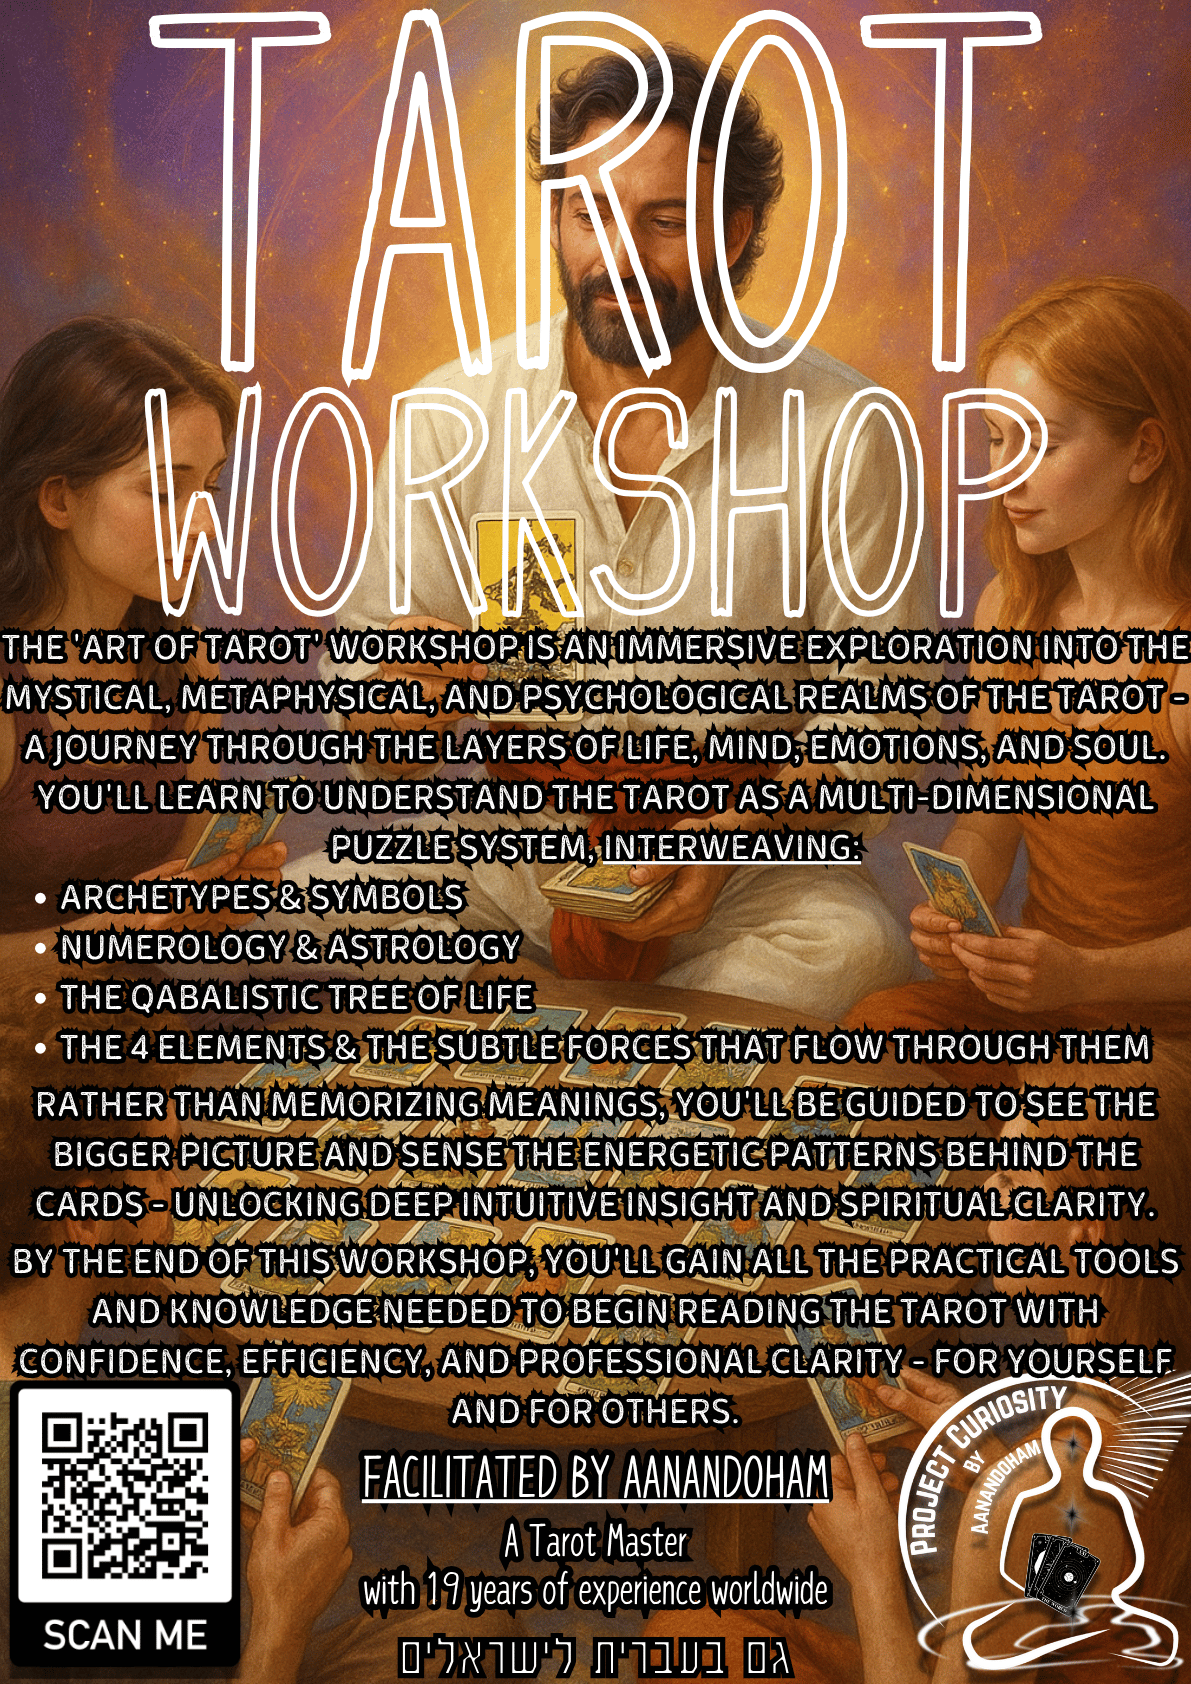 TAROT
WORKSHOP
THE 'ART OF TAROT' WORKSHOP IS AN IMMERSIVE EXPLORATION INTO THE
MYSTICAL, METAPHYSICAL, AND PSYCHOLOGICAL REALMS OF THE TAROT -
A JOURNEY THROUGH THE LAYERS OF LIFE, MIND, EMOTIONS, AND SOUL.
YOU'LL LEARN TO UNDERSTAND THE TAROT AS A MULTI-DIMENSIONAL
PUZZLE SYSTEM, INTERWEAVING:
• ARCHETYPES & SYMBOLS
• NUMEROLOGY & ASTROLOGY
• THE QABALISTIC TREE OF LIFE
• THE 4 ELEMENTS & THE SUBTLE FORCES THAT FLOW THROUGH THEM
RATHER THAN MEMORIZING MEANINGS, YOU'LL BE GUIDED TO SEE THE
BIGGER PICTURE AND SENSE THE ENERGETIC PATTERNS BEHIND THE
CARDS - UNLOCKING DEEP INTUITIVE INSIGHT AND SPIRITUAL CLARITY.
BY THE END OF THIS WORKSHOP, YOU'LL GAIN ALL THE PRACTICAL TOOLS
AND KNOWLEDGE NEEDED TO BEGIN READING THE TAROT WITH
CONFIDENCE, EFFICIENCY, AND PROFESSIONAL CLARITY - FOR YOURSELF
AND FOR OTHERS.
FACILITATED BY AANANDOHAM
A Tarot Master
with 19 years of experience worldwide
גם בעברית לישראלים
SCAN ME
PROJECT CURIOSITY
BY
AANANDOHAM